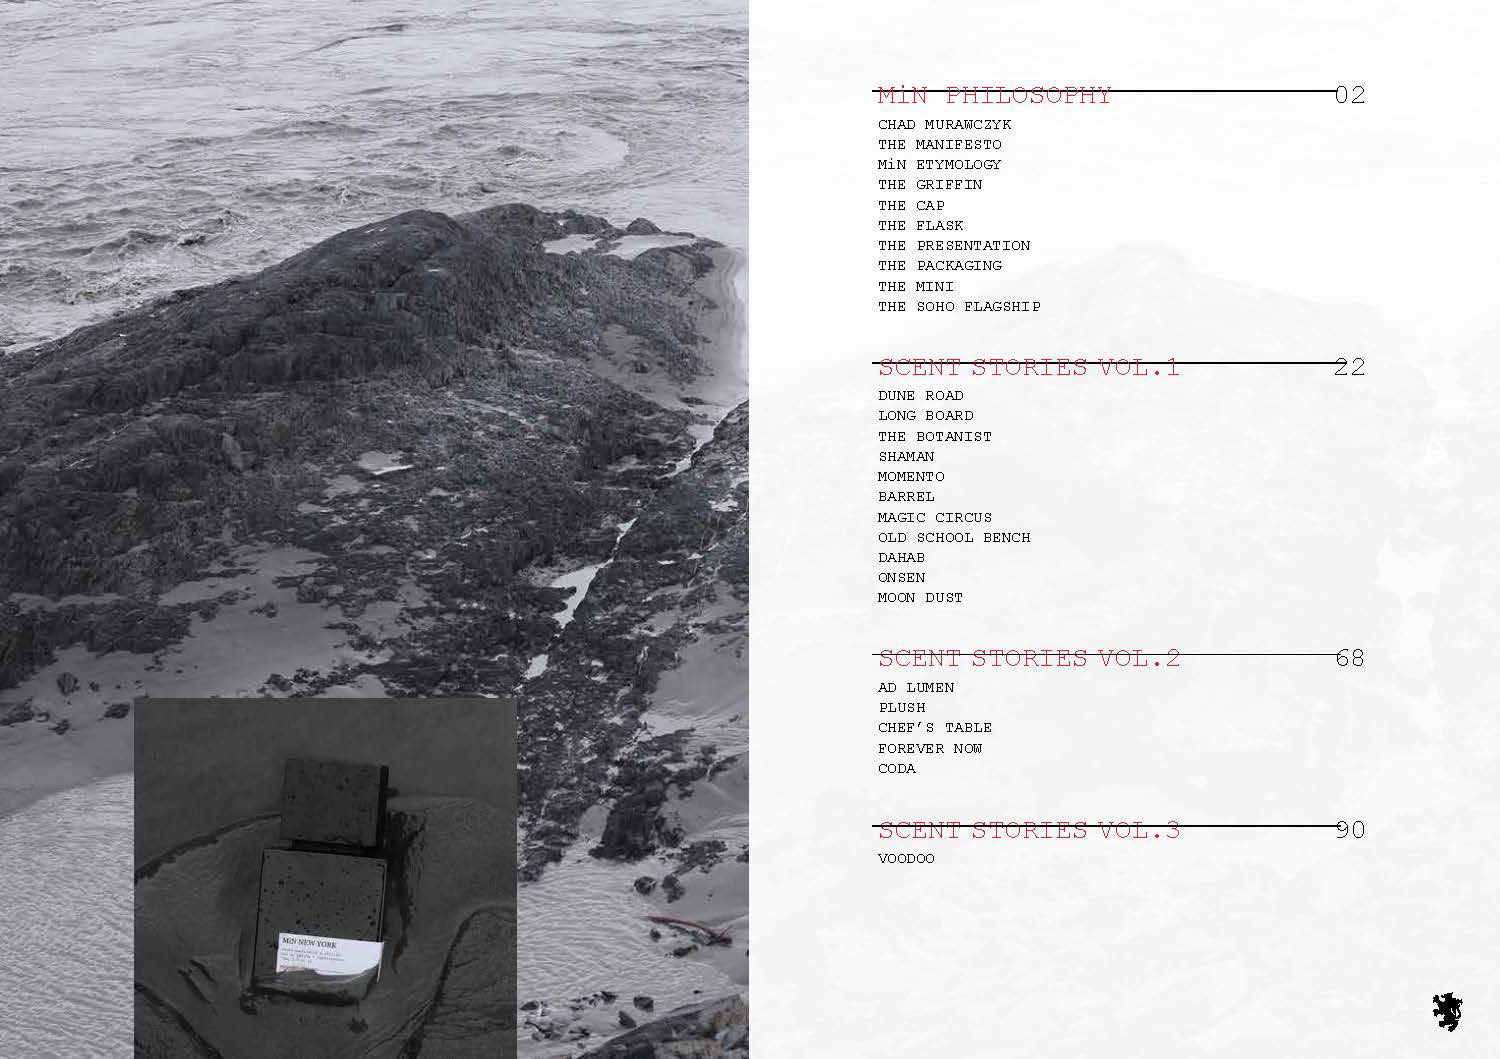 MiN PHILOSOPHY 02
CHAD MURAWCZYK
THE MANIFESTO
MiN ETYMOLOGY
THE GRIFFIN
THE CAP
THE FLASK
THE PRESENTATION
THE PACKAGING
THE MINI
THE SOHO FLAGSHIP
SCENT STORIES VOL.1 22
DUNE ROAD
LONG BOARD
THE BOTANIST
SHAMAN
MOMENTO
BARREL
MAGIC CIRCUS
OLD SCHOOL BENCH
DAHAB
ONSEN
MOON DUST
SCENT STORIES VOL.2 68
AD LUMEN
PLUSH
CHEF’S TABLE
FOREVER NOW
CODA
SCENT STORIES VOL.3 90
VOODOO
MiN NEW YORK